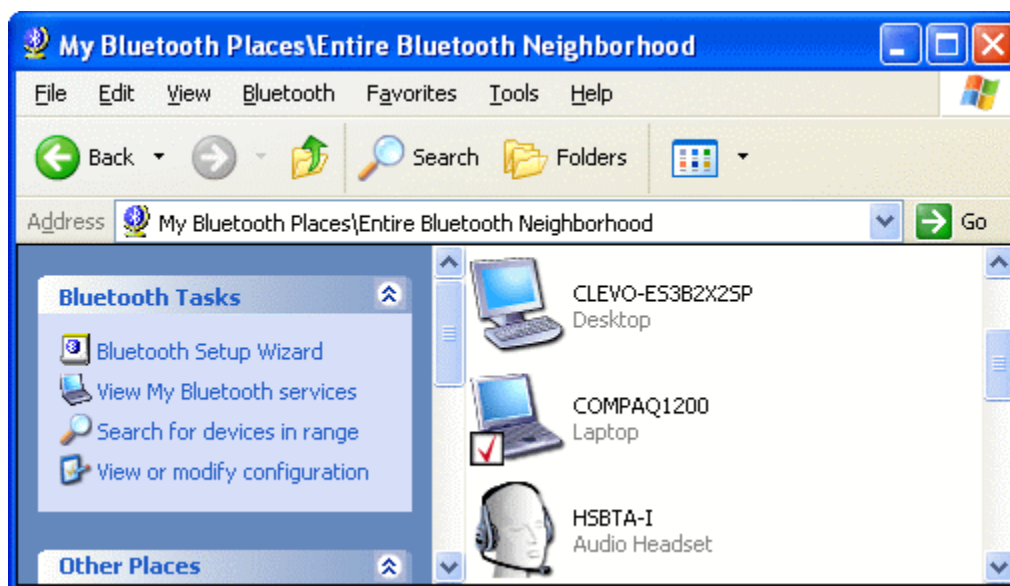 My Bluetooth Places\Entire Bluetooth Neighborhood
File Edit View Bluetooth Favorites Tools Help
Back Search Folders
Address My Bluetooth Places\Entire Bluetooth Neighborhood Go
Bluetooth Tasks
Bluetooth Setup Wizard
View My Bluetooth services
Search for devices in range
View or modify configuration
Other Places
CLEVO-ES3B2X2SP
Desktop
COMPAQ1200
Laptop
HSBTA-I
Audio Headset